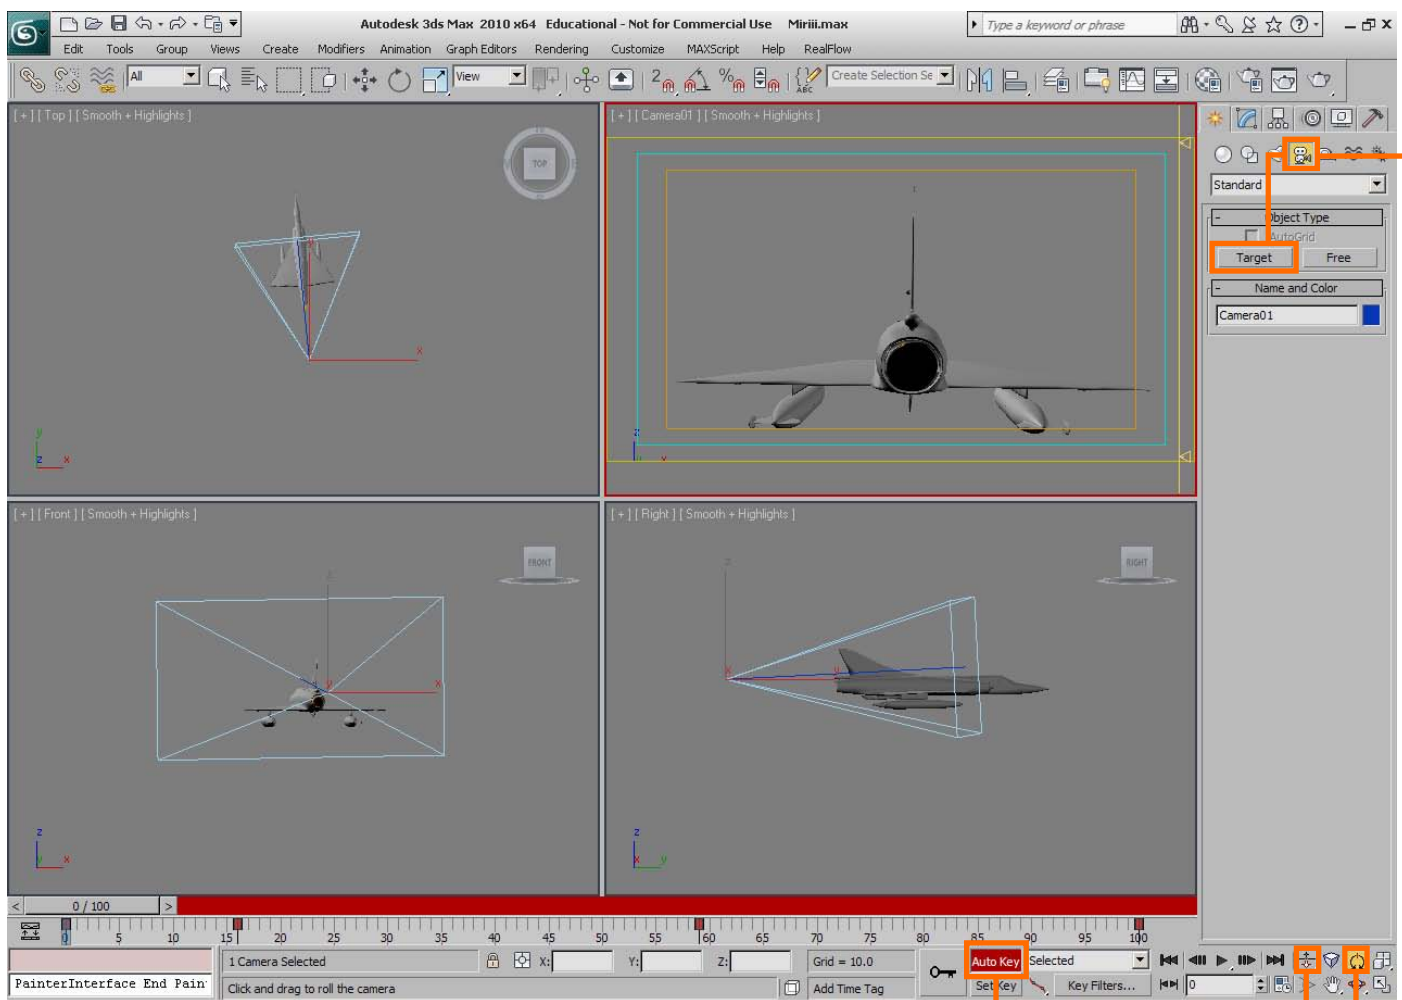 Autodesk 3ds Max 2010 x64 Educational - Not for Commercial Use Miriii.max
Type a keyword or phrase
Edit Tools Group Views Create Modifiers Animation Graph Editors Rendering Customize MAXScript Help RealFlow
All View ABC Create Selection Se
[ + ] [ Top ] [ Smooth + Highlights ]
TOP
x
y
z x
[ + ] [ Camera01 ] [ Smooth + Highlights ]
z
Standard
Object Type
AutoGrid
Target Free
Name and Color
Camera01
[ + ] [ Front ] [ Smooth + Highlights ]
FRONT
z
x
z
y x
[ + ] [ Right ] [ Smooth + Highlights ]
RIGHT
z
x y
z
x y
< 0 / 100 >
0 5 10 15 20 25 30 35 40 45 50 55 60 65 70 75 80 85 90 95 100
1 Camera Selected X: Y: Z: Grid = 10.0 Auto Key Selected
PainterInterface End Pain Click and drag to roll the camera Add Time Tag Set Key Key Filters... 0